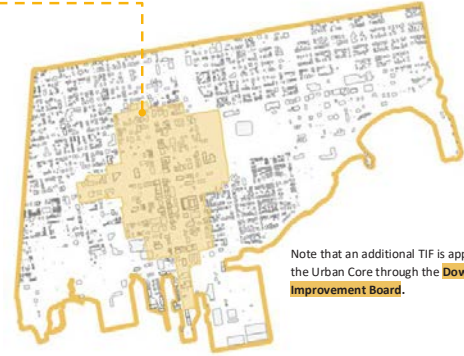 Note that an additional TIF is app
the Urban Core through the Dow
Improvement Board.